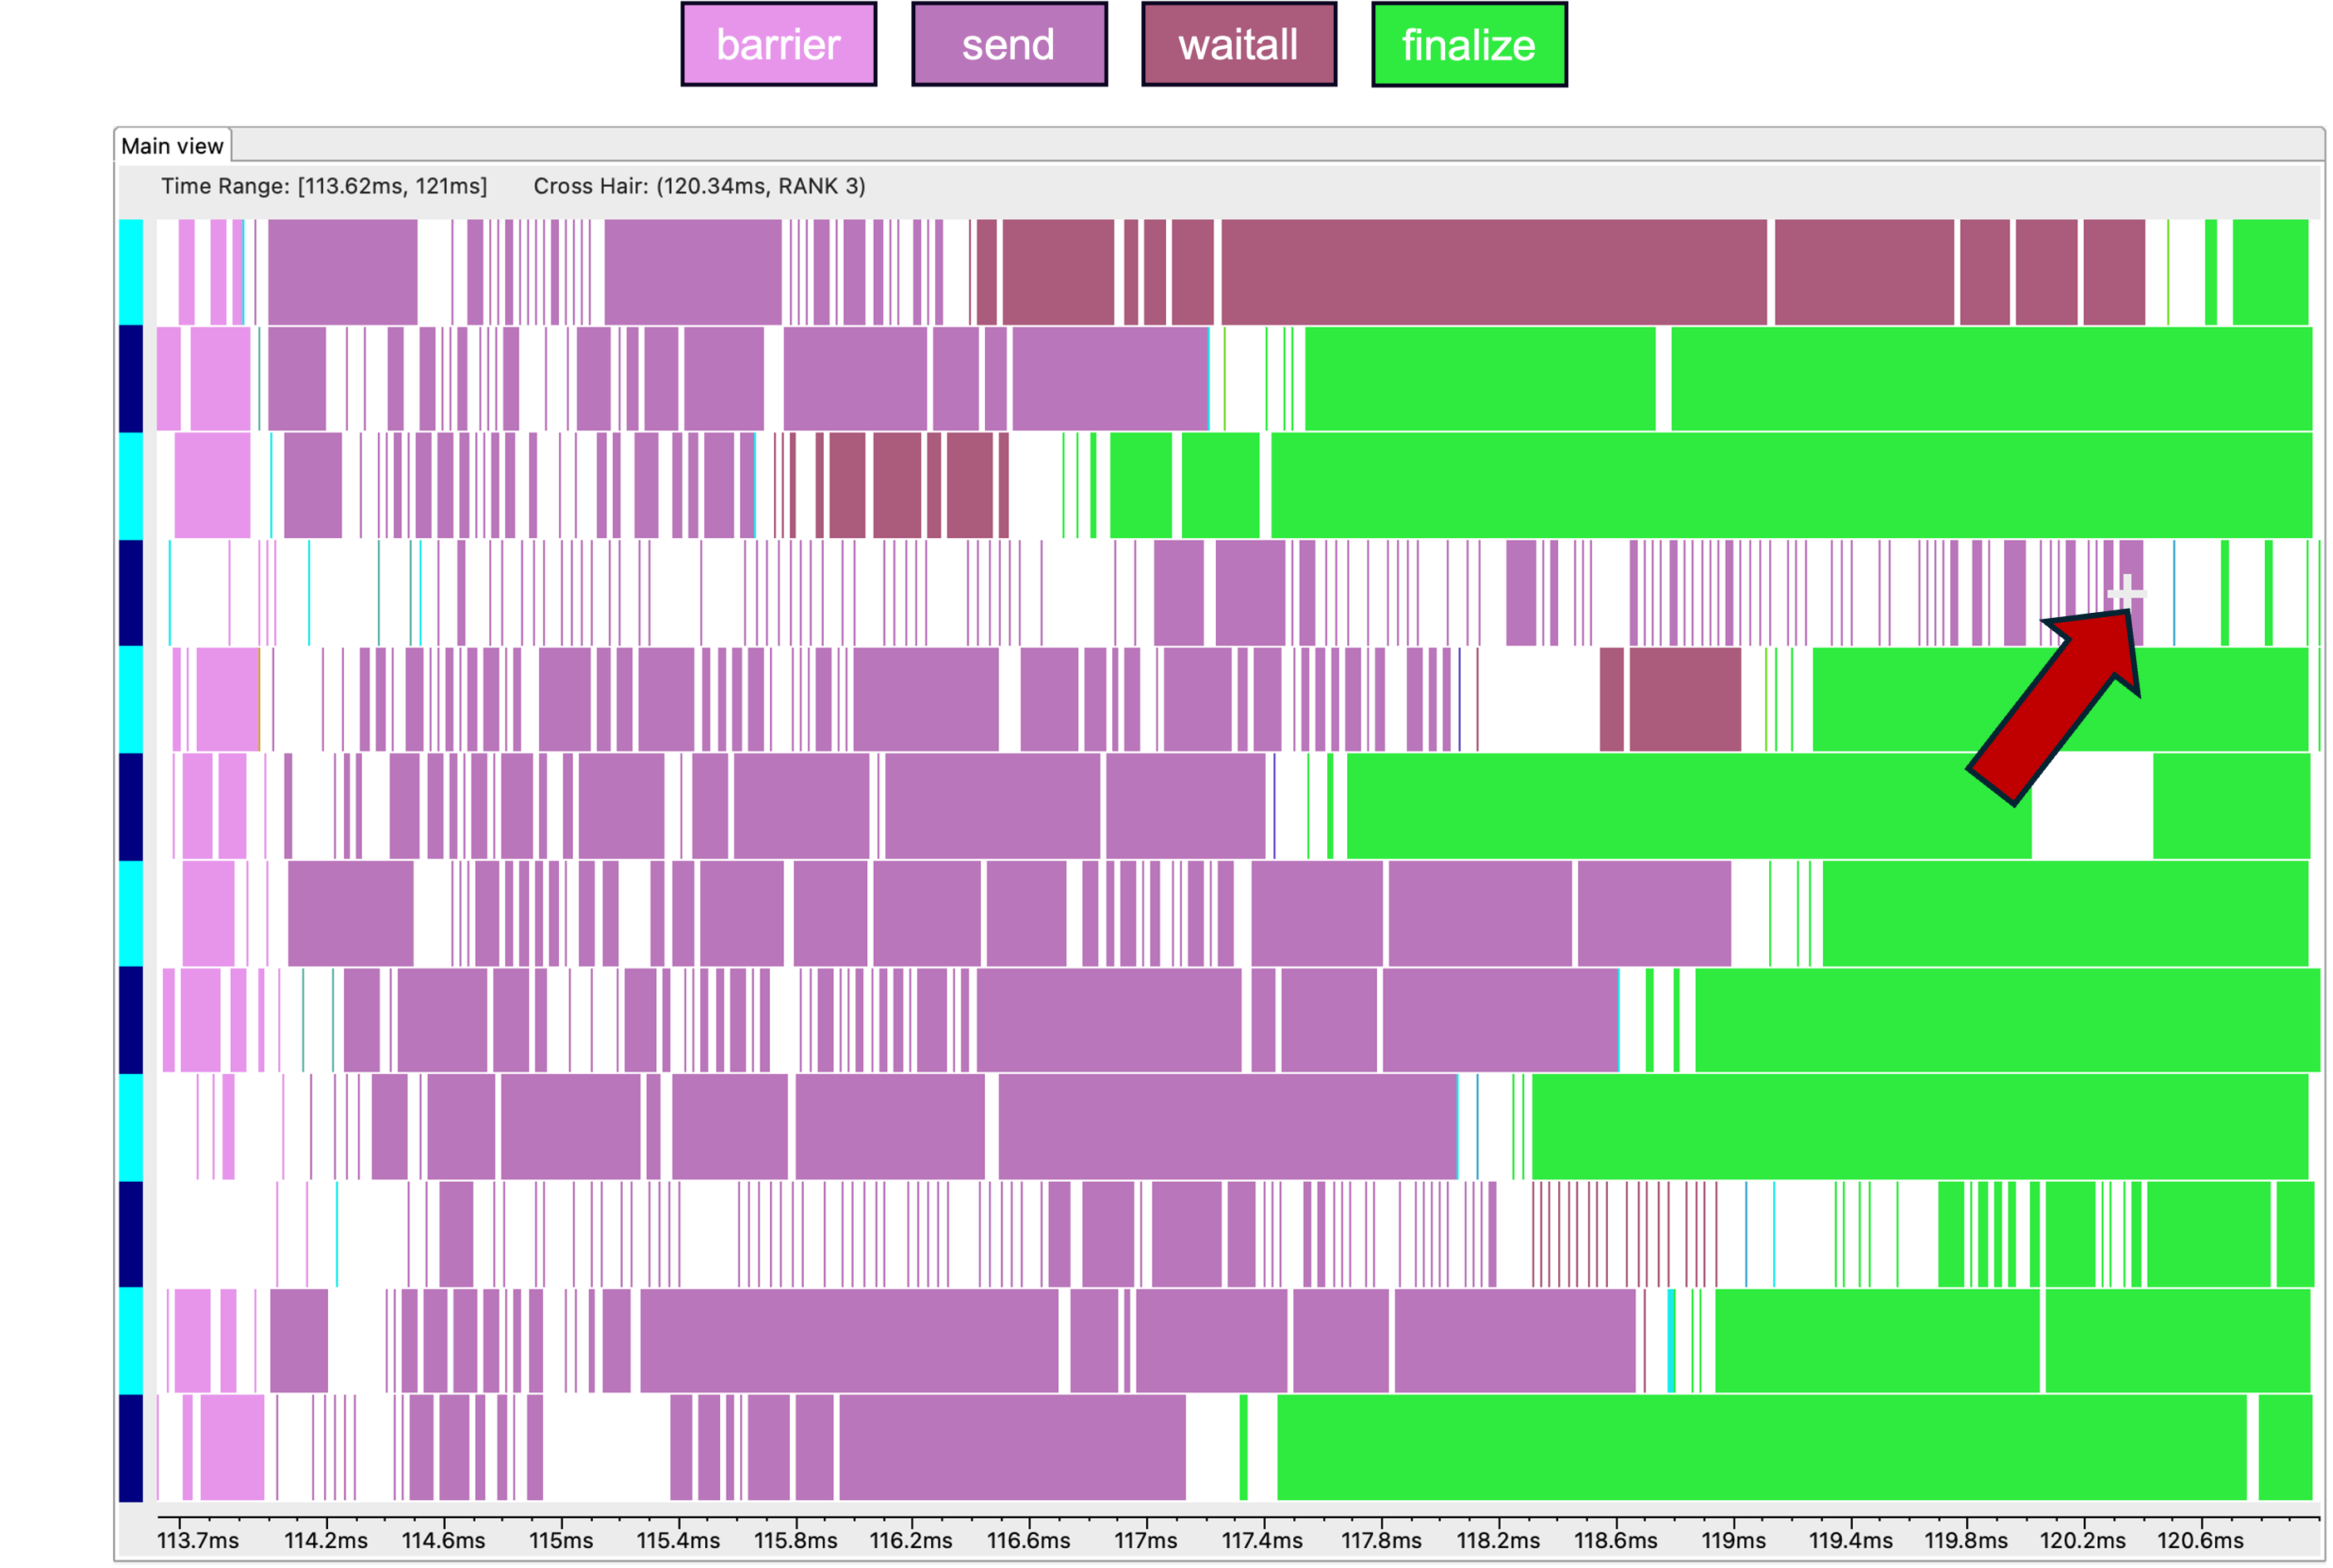 barrier send waitall finalize
Main view
Time Range: [113.62ms, 121ms] Cross Hair: (120.34ms, RANK 3)
113.7ms 114.2ms 114.6ms 115ms 115.4ms 115.8ms 116.2ms 116.6ms 117ms 117.4ms 117.8ms 118.2ms 118.6ms 119ms 119.4ms 119.8ms 120.2ms 120.6ms